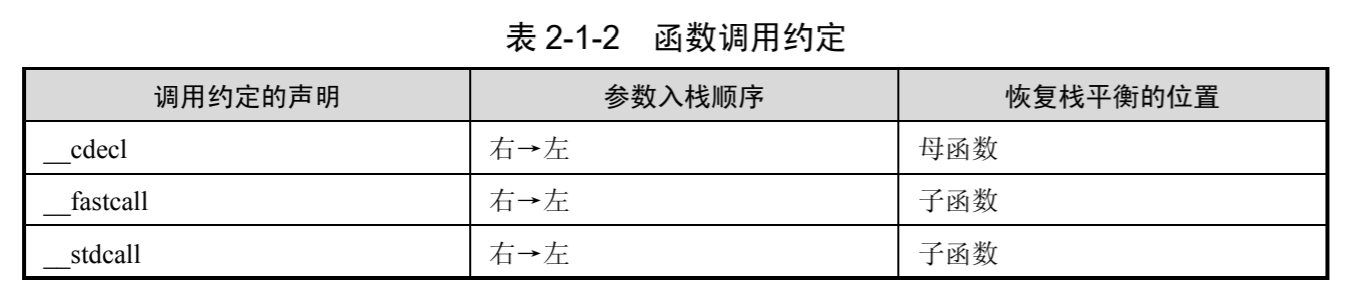 表 2-1-2 函数调用约定
调用约定的声明 参数入栈顺序 恢复栈平衡的位置
__cdecl 右→左 母函数
__fastcall 右→左 子函数
__stdcall 右→左 子函数